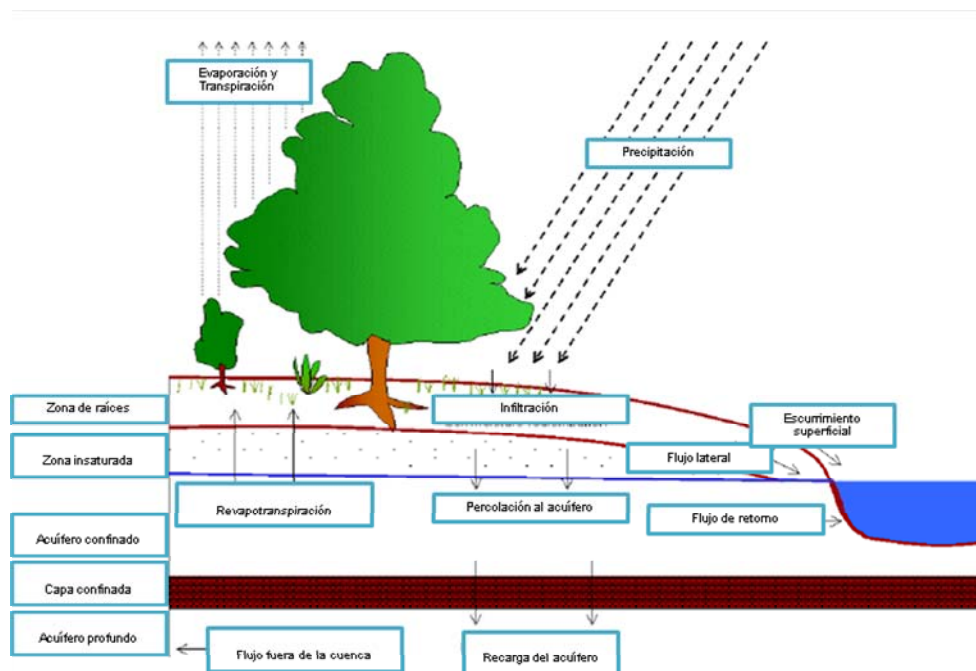 Evaporación y
Transpiración
Precipitación
Zona de raíces
Infiltración
Escurrimiento
superficial
Zona insaturada
Flujo lateral
Revapotranspiración
Percolación al acuífero
Flujo de retorno
Acuífero confinado
Capa confinada
Acuífero profundo
Flujo fuera de la cuenca
Recarga del acuífero